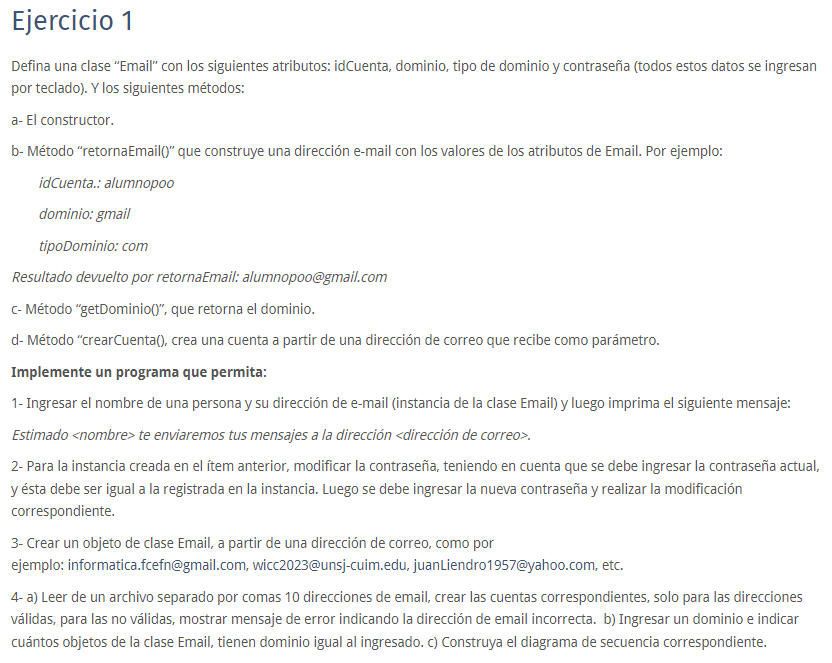 Ejercicio 1
Defina una clase “Email” con los siguientes atributos: idCuenta, dominio, tipo de dominio y contraseña (todos estos datos se ingresan
por teclado). Y los siguientes métodos:
a- El constructor.
b- Método “retornaEmail()” que construye una dirección e-mail con los valores de los atributos de Email. Por ejemplo:
idCuenta.: alumnopoo
dominio: gmail
tipoDominio: com
Resultado devuelto por retornaEmail: alumnopoo@gmail.com
c- Método “getDominio()”, que retorna el dominio.
d- Método “crearCuenta(), crea una cuenta a partir de una dirección de correo que recibe como parámetro.
Implemente un programa que permita:
1- Ingresar el nombre de una persona y su dirección de e-mail (instancia de la clase Email) y luego imprima el siguiente mensaje:
Estimado <nombre> te enviaremos tus mensajes a la dirección <dirección de correo>.
2- Para la instancia creada en el ítem anterior, modificar la contraseña, teniendo en cuenta que se debe ingresar la contraseña actual,
y ésta debe ser igual a la registrada en la instancia. Luego se debe ingresar la nueva contraseña y realizar la modificación
correspondiente.
3- Crear un objeto de clase Email, a partir de una dirección de correo, como por
ejemplo: informatica.fcefn@gmail.com, wicc2023@unsj-cuim.edu, juanLiendro1957@yahoo.com, etc.
4- a) Leer de un archivo separado por comas 10 direcciones de email, crear las cuentas correspondientes, solo para las direcciones
válidas, para las no válidas, mostrar mensaje de error indicando la dirección de email incorrecta.  b) Ingresar un dominio e indicar
cuántos objetos de la clase Email, tienen dominio igual al ingresado. c) Construya el diagrama de secuencia correspondiente.